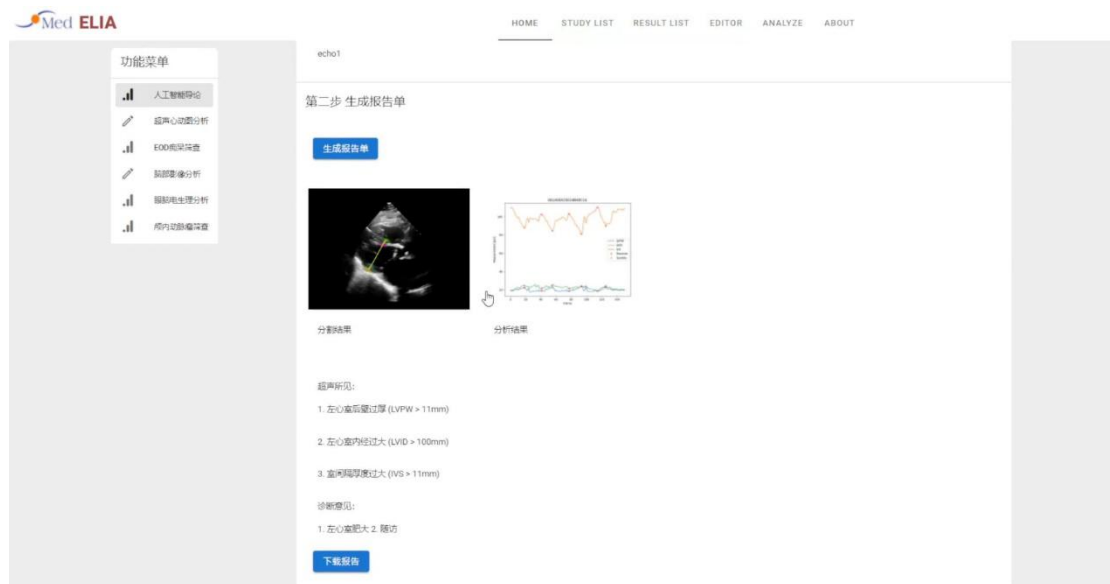 Med ELIA
HOME STUDY LIST RESULT LIST EDITOR ANALYZE ABOUT
功能菜单
人工智能导论
超声心动图分析
EOD痴呆筛查
脑部影像分析
眼脑电生理分析
颅内动脉瘤筛查
echo1
第二步 生成报告单
生成报告单
分割结果
分析结果
超声所见:
1. 左心室后壁过厚 (LVPW > 11mm)
2. 左心室内径过大 (LVID > 100mm)
3. 室间隔厚度过大 (IVS > 11mm)
诊断意见:
1. 左心室肥大 2. 随访
下载报告